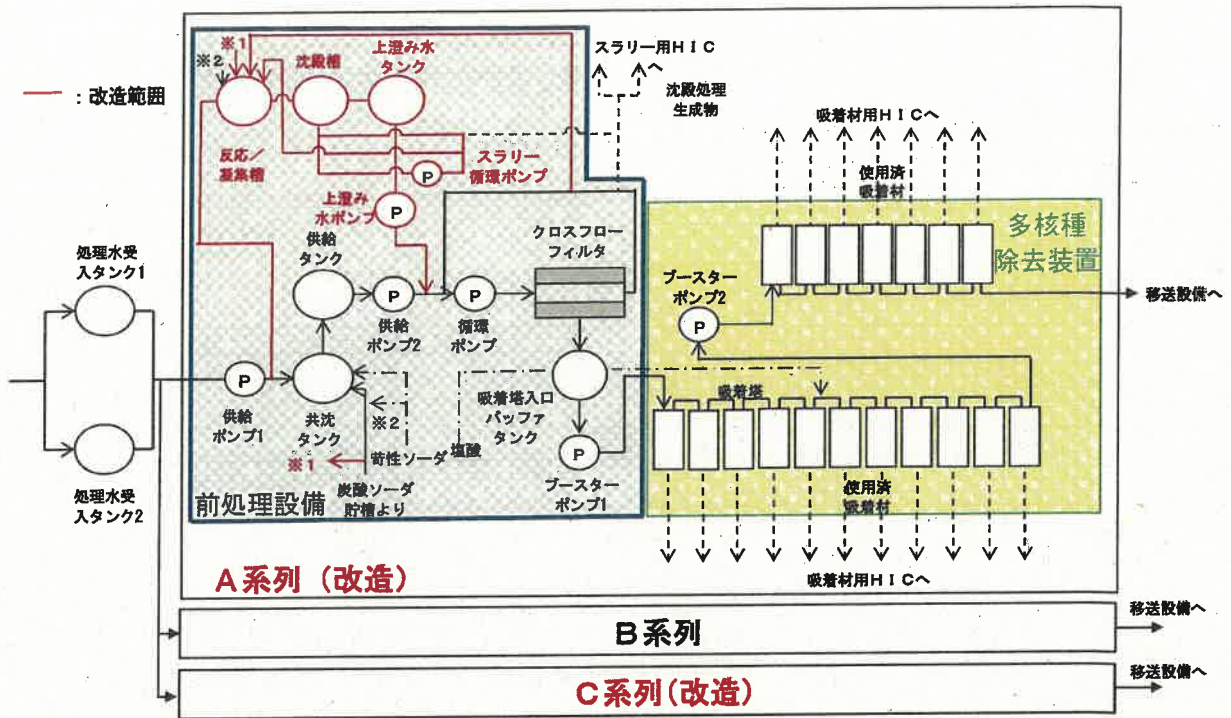 ※1
※2
沈殿槽
上澄み水
タンク
スラリー用HIC
へ
沈殿処理
生成物
― : 改造範囲
吸着材用HICへ
反応／
凝集槽
P
スラリー
循環ポンプ
使用済
吸着材
上澄み
水ポンプ
P
多核種
除去装置
処理水受
入タンク1
供給
タンク
クロスフロー
フィルタ
ブースター
ポンプ2
P
P
P
移送設備へ
供給
ポンプ2
循環
ポンプ
P
供給
ポンプ1
共沈
タンク
※2
苛性ソーダ
塩酸
吸着塔入口
バッファ
タンク
吸着塔
P
※1
炭酸ソーダ
貯槽より
ブースター
ポンプ1
使用済
吸着材
処理水受
入タンク2
前処理設備
A系列（改造）
吸着材用HICへ
B系列
移送設備へ
C系列(改造)
移送設備へ